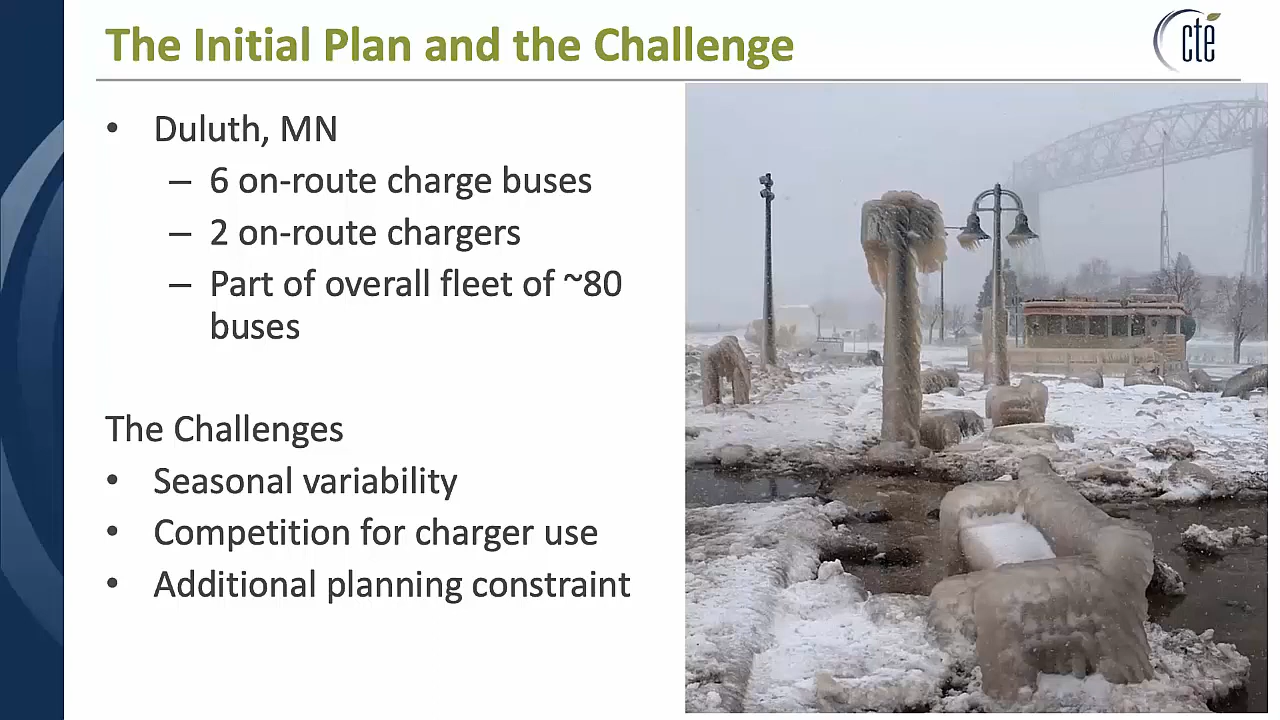 The Initial Plan and the Challenge
cte
• Duluth, MN
– 6 on-route charge buses
– 2 on-route chargers
– Part of overall fleet of ~80
buses
The Challenges
• Seasonal variability
• Competition for charger use
• Additional planning constraint